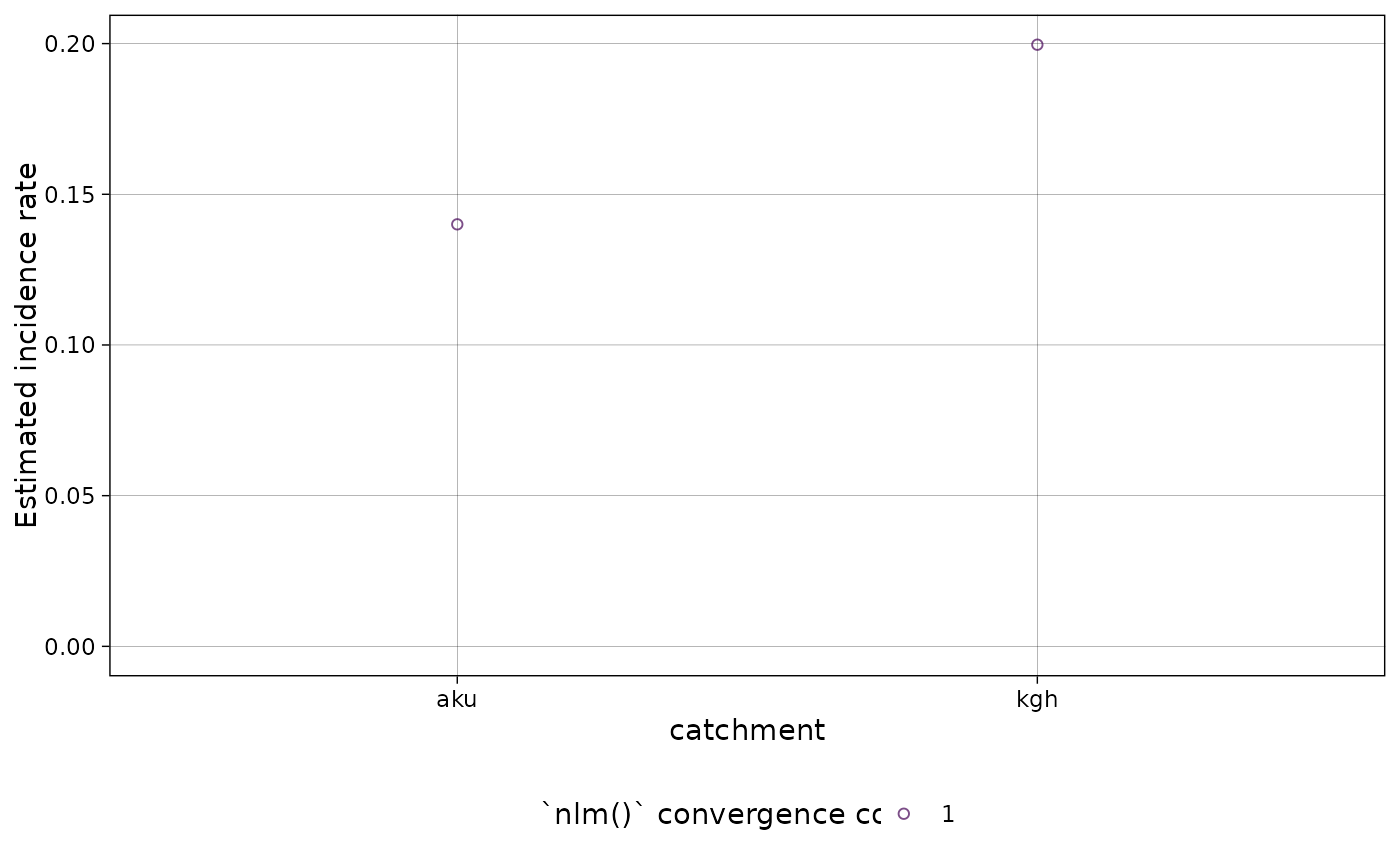 Estimated incidence rate
0.20
0.15
0.10
0.05
0.00
aku kgh
catchment
`nlm()` convergence 1